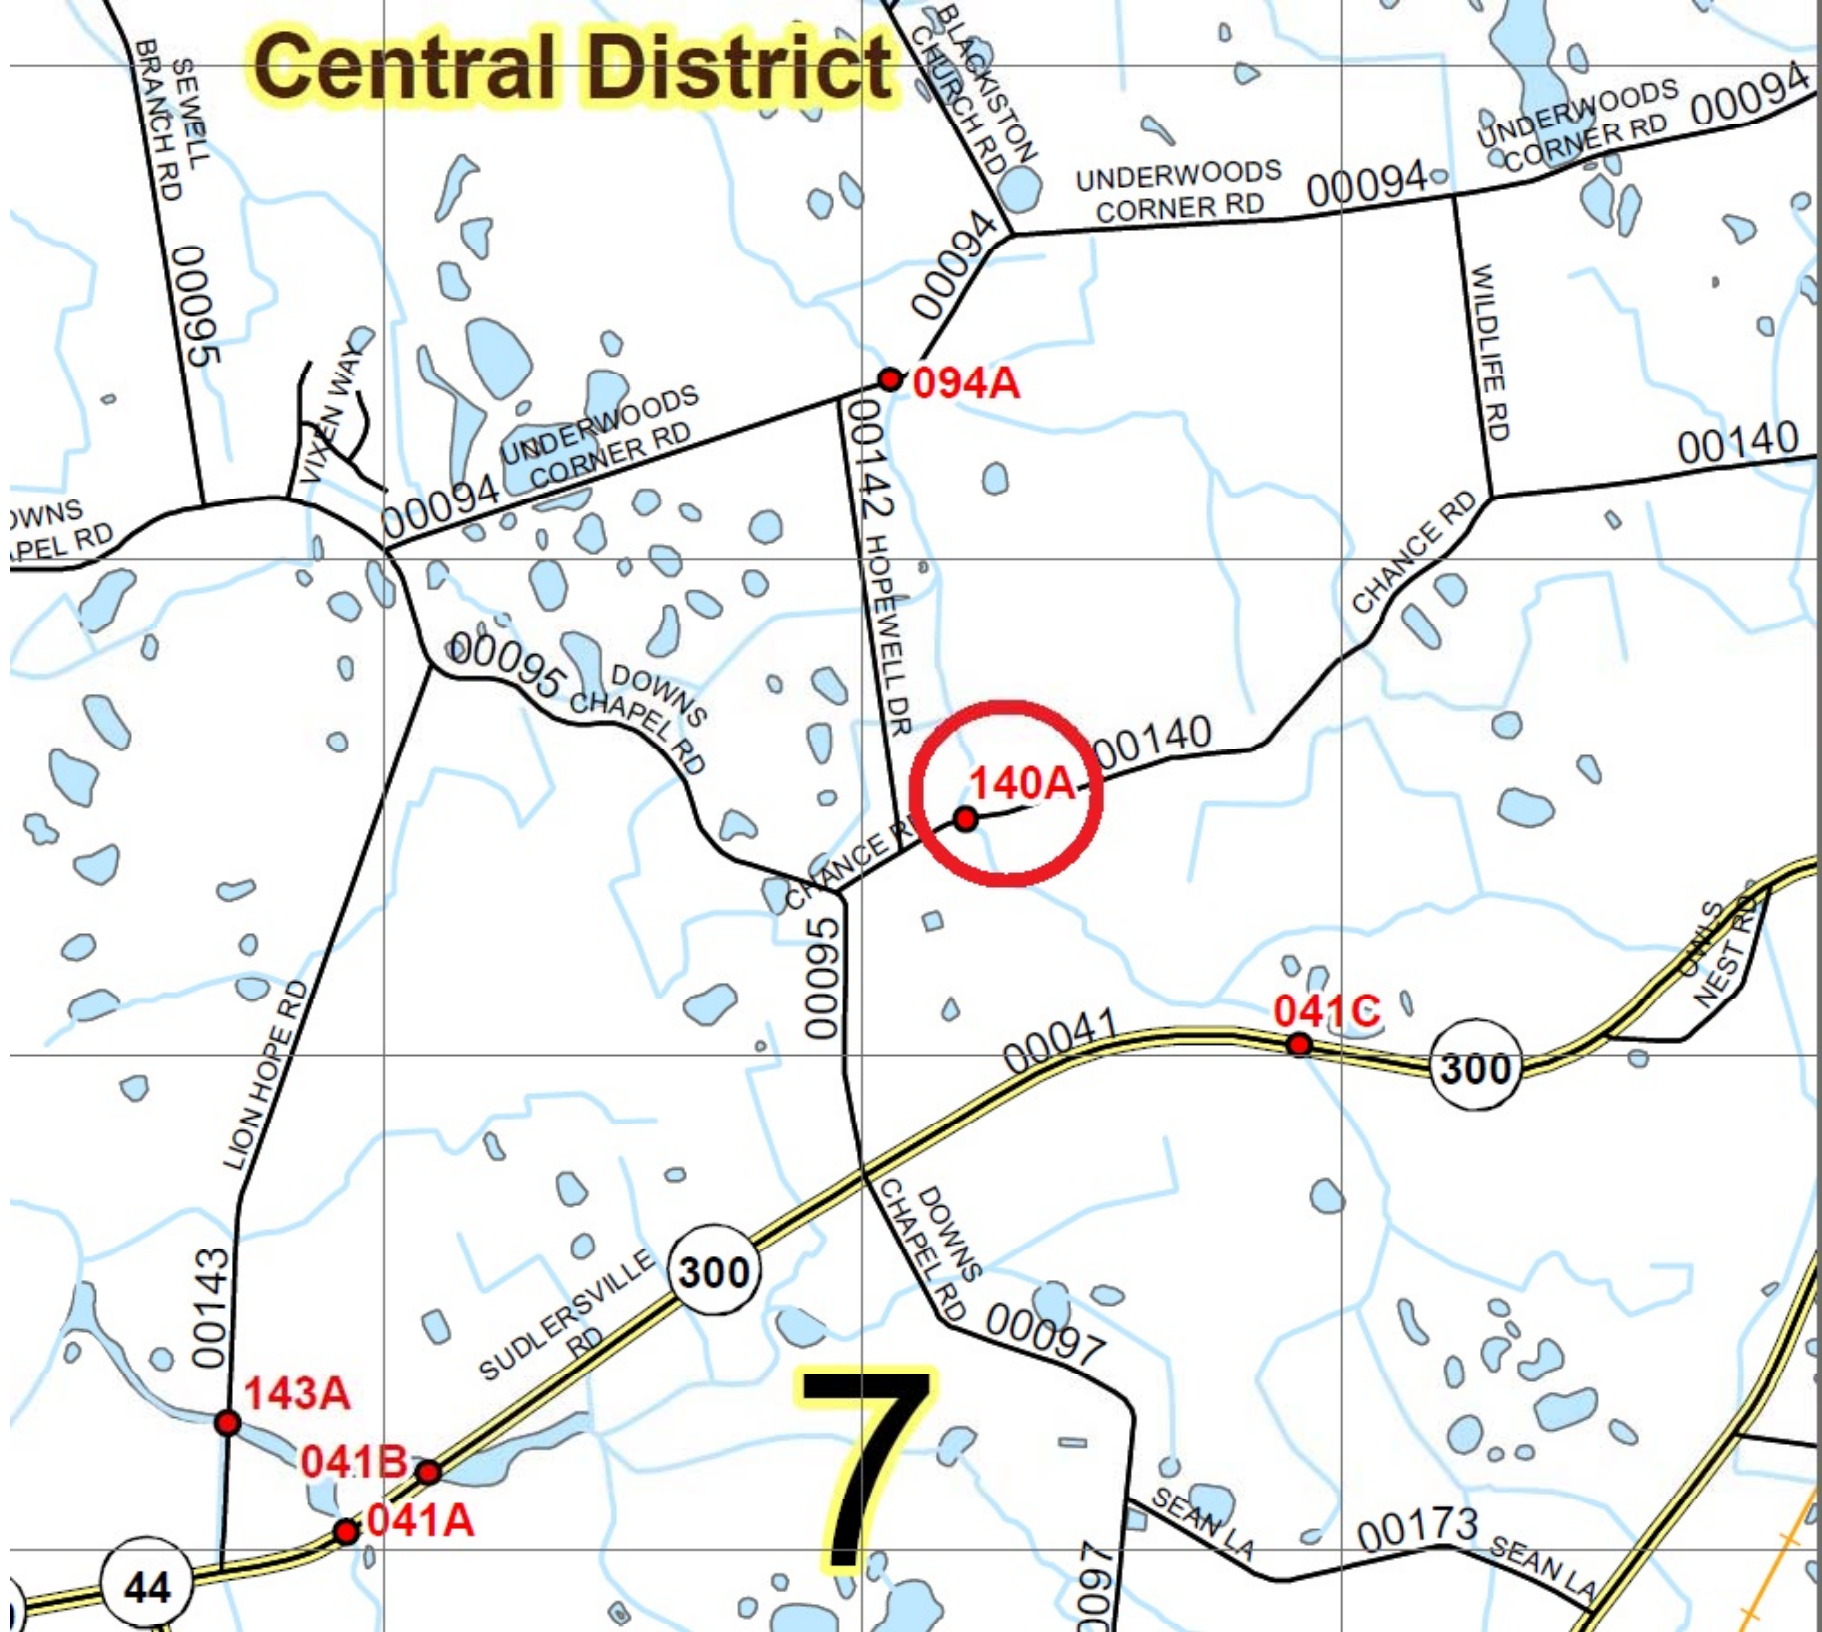 Central District
SEWELL
BRANCH RD
00095
BLACKISTON
CHURCH RD
UNDERWOODS
CORNER RD
00094
UNDERWOODS
CORNER RD
00094
00094
WILDLIFE RD
VIXEN WAY
094A
UNDERWOODS
CORNER RD
00094
00142
HOPEWELL DR
00140
CHANCE RD
OWNS
APEL RD
00095
DOWNS
CHAPEL RD
00140
140A
CHANCE RD
00095
OWLS
NEST RD
LION HOPE RD
00041
041C
300
00143
DOWNS
CHAPEL RD
300
SUDLERSVILLE
RD
00097
7
143A
041B
041A
SEAN LA
00173
SEAN LA
0097
44